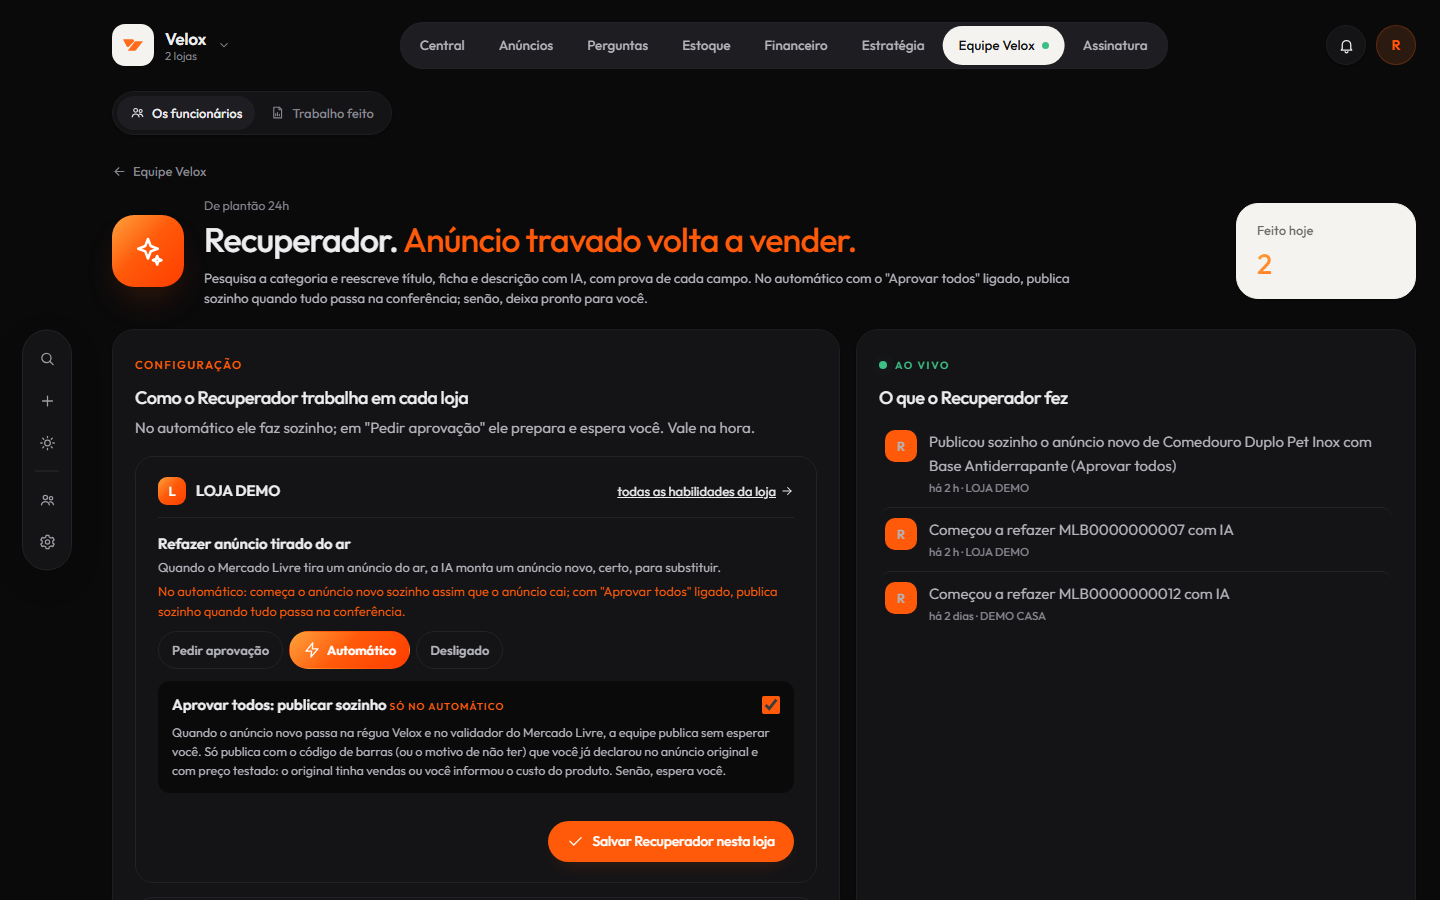 Velox
2 lojas
Central
Anúncios
Perguntas
Estoque
Financeiro
Estratégia
Equipe Velox
Assinatura
R
Os funcionários
Trabalho feito
Equipe Velox
De plantão 24h
Recuperador. Anúncio travado volta a vender.
Pesquisa a categoria e reescreve título, ficha e descrição com IA, com prova de cada campo. No automático com o "Aprovar todos" ligado, publica
sozinho quando tudo passa na conferência; senão, deixa pronto para você.
Feito hoje
2
CONFIGURAÇÃO
Como o Recuperador trabalha em cada loja
No automático ele faz sozinho; em "Pedir aprovação" ele prepara e espera você. Vale na hora.
L
LOJA DEMO
todas as habilidades da loja
Refazer anúncio tirado do ar
Quando o Mercado Livre tira um anúncio do ar, a IA monta um anúncio novo, certo, para substituir.
No automático: começa o anúncio novo sozinho assim que o anúncio cai; com "Aprovar todos" ligado, publica
sozinho quando tudo passa na conferência.
Pedir aprovação
Automático
Desligado
Aprovar todos: publicar sozinho SÓ NO AUTOMÁTICO
Quando o anúncio novo passa na régua Velox e no validador do Mercado Livre, a equipe publica sem esperar
você. Só publica com o código de barras (ou o motivo de não ter) que você já declarou no anúncio original e
com preço testado: o original tinha vendas ou você informou o custo do produto. Senão, espera você.
Salvar Recuperador nesta loja
AO VIVO
O que o Recuperador fez
R
Publicou sozinho o anúncio novo de Comedouro Duplo Pet Inox com
Base Antiderrapante (Aprovar todos)
há 2 h · LOJA DEMO
R
Começou a refazer MLB0000000007 com IA
há 2 h · LOJA DEMO
R
Começou a refazer MLB0000000012 com IA
há 2 dias · DEMO CASA